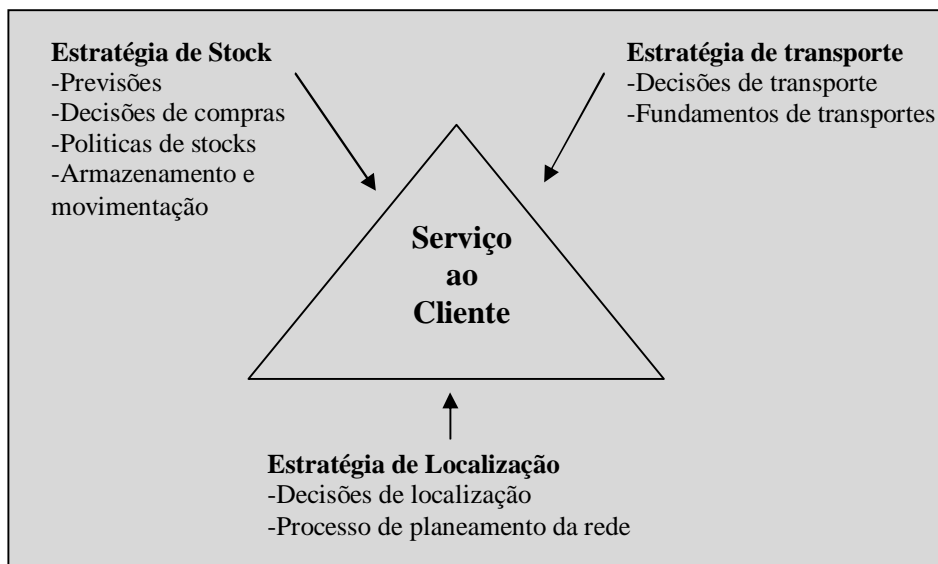 Estratégia de Stock
-Previsões
-Decisões de compras
-Politicas de stocks
-Armazenamento e
movimentação
Estratégia de transporte
-Decisões de transporte
-Fundamentos de transportes
Serviço
ao
Cliente
Estratégia de Localização
-Decisões de localização
-Processo de planeamento da rede